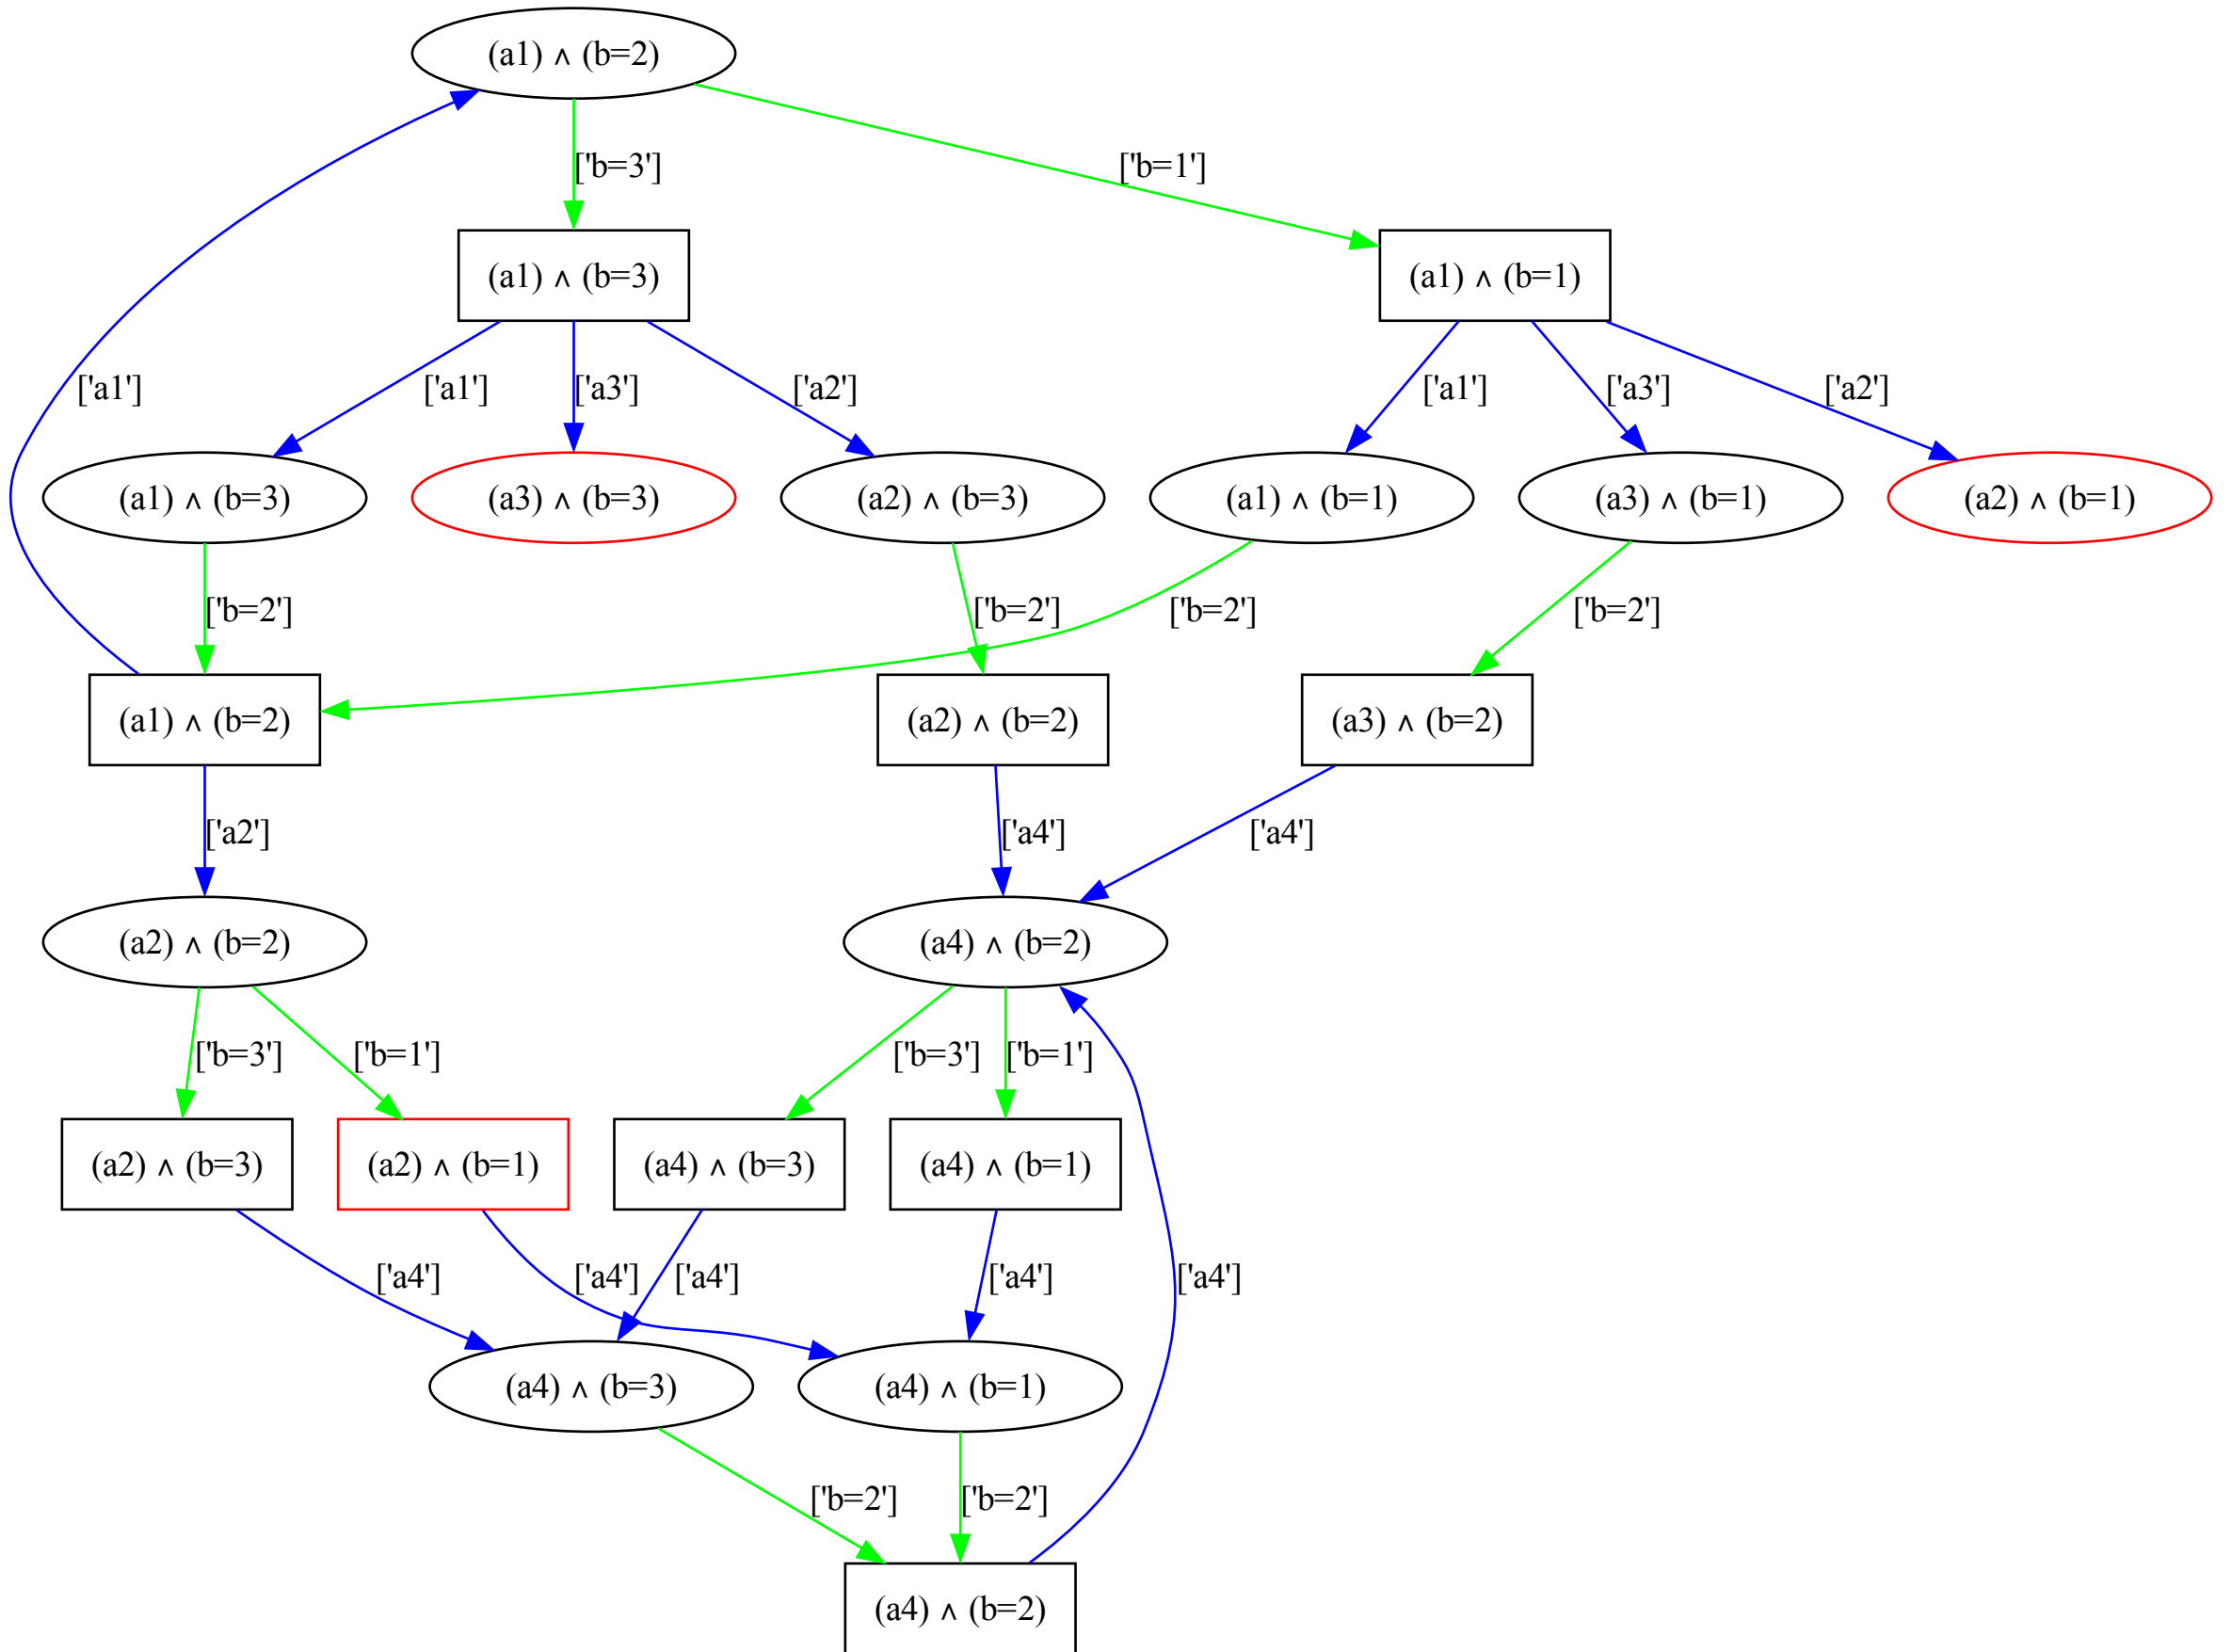 (a1) ∧ (b=2)
['b=3']
['b=1']
(a1) ∧ (b=3)
(a1) ∧ (b=1)
['a1']
['a1']
['a3']
['a2']
['a1']
['a3']
['a2']
(a1) ∧ (b=3)
(a3) ∧ (b=3)
(a2) ∧ (b=3)
(a1) ∧ (b=1)
(a3) ∧ (b=1)
(a2) ∧ (b=1)
['b=2']
['b=2']
['b=2']
['b=2']
(a1) ∧ (b=2)
(a2) ∧ (b=2)
(a3) ∧ (b=2)
['a2']
['a4']
['a4']
(a2) ∧ (b=2)
(a4) ∧ (b=2)
['b=3']
['b=1']
['b=3']
['b=1']
(a2) ∧ (b=3)
(a2) ∧ (b=1)
(a4) ∧ (b=3)
(a4) ∧ (b=1)
['a4']
['a4']
['a4']
['a4']
['a4']
(a4) ∧ (b=3)
(a4) ∧ (b=1)
['b=2']
['b=2']
(a4) ∧ (b=2)